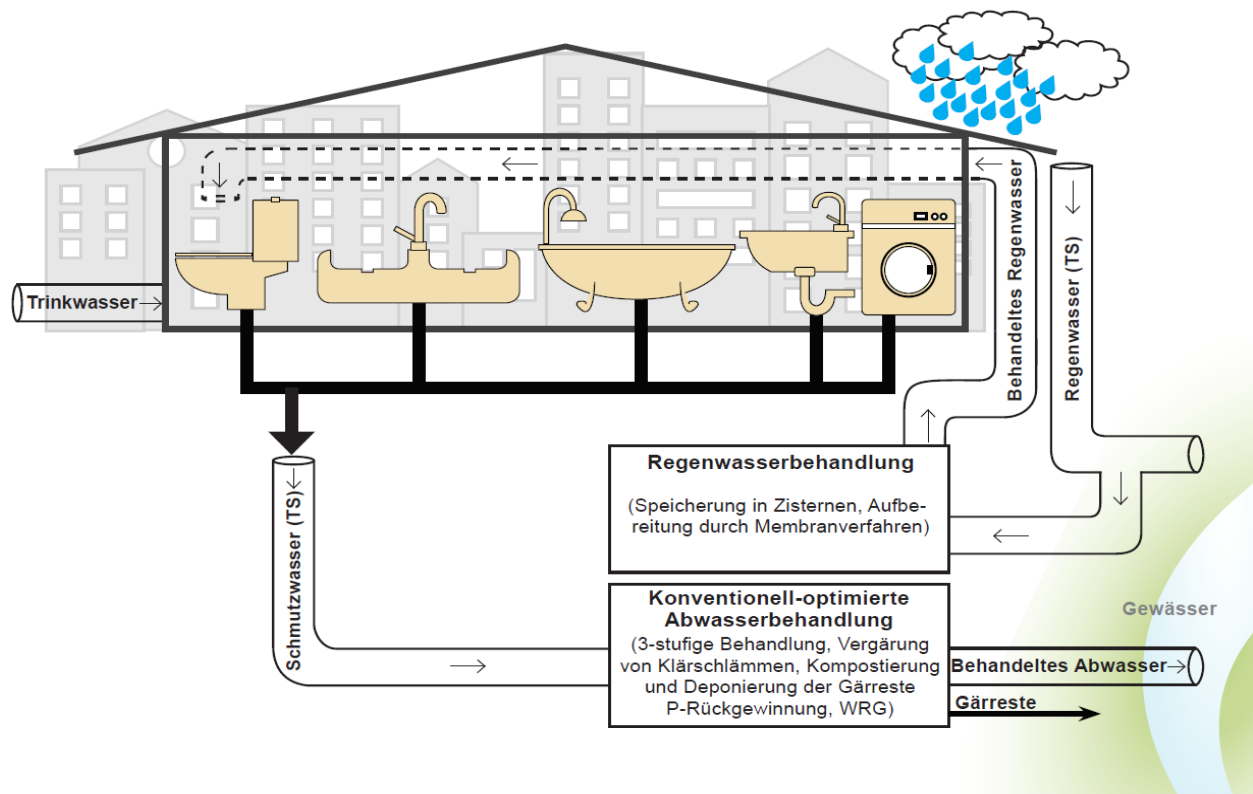 Trinkwasser
Behandeltes Regenwasser
Regenwasser (TS)
Schmutzwasser (TS)
Regenwasserbehandlung
(Speicherung in Zisternen, Aufbe-
reitung durch Membranverfahren)
Konventionell-optimierte
Abwasserbehandlung
(3-stufige Behandlung, Vergärung
von Klärschlämmen, Kompostierung
und Deponierung der Gärreste
P-Rückgewinnung, WRG)
Gewässer
Behandeltes Abwasser
Gärreste